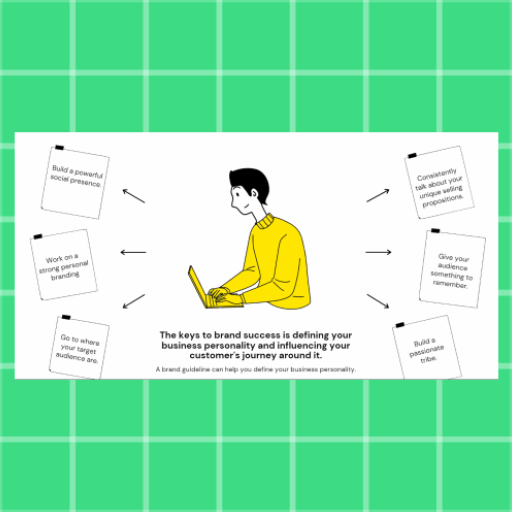 Build a powerful
social presence.
Work on a
strong personal
branding
Go to where
your target
audience are.
Consistently
talk about your
unique selling
propositions.
Give your
audience
something to
remember.
Build a
passionate
tribe.
The keys to brand success is defining your
business personality and influencing your
customer's journey around it.
A brand guideline can help you define your business personality.